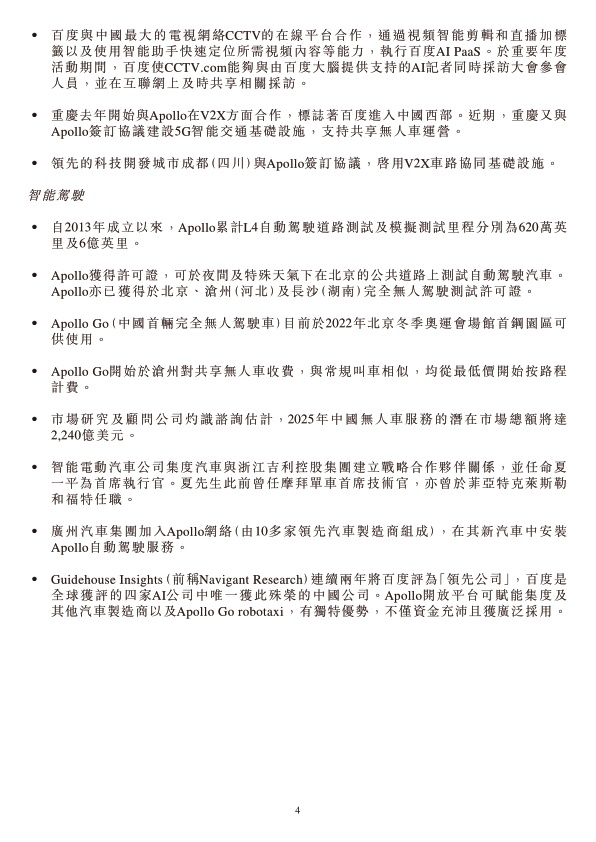 • 百度與中國最大的電視網絡CCTV的在線平台合作，通過視頻智能剪輯和直播加標
籤以及使用智能助手快速定位所需視頻內容等能力，執行百度AI PaaS。於重要年度
活動期間，百度使CCTV.com能夠與由百度大腦提供支持的AI記者同時採訪大會參會
人員，並在互聯網上及時共享相關採訪。
• 重慶去年開始與Apollo在V2X方面合作，標誌著百度進入中國西部。近期，重慶又與
Apollo簽訂協議建設5G智能交通基礎設施，支持共享無人車運營。
• 領先的科技開發城市成都(四川)與Apollo簽訂協議，啓用V2X車路協同基礎設施。
智能駕駛
• 自2013年成立以來，Apollo累計L4自動駕駛道路測試及模擬測試里程分別為620萬英
里及6億英里。
• Apollo獲得許可證，可於夜間及特殊天氣下在北京的公共道路上測試自動駕駛汽車。
Apollo亦已獲得於北京、滄州(河北)及長沙(湖南)完全無人駕駛測試許可證。
• Apollo Go(中國首輛完全無人駕駛車)目前於2022年北京冬季奧運會場館首鋼園區可
供使用。
• Apollo Go開始於滄州對共享無人車收費，與常規叫車相似，均從最低價開始按路程
計費。
• 市場研究及顧問公司灼識諮詢估計，2025年中國無人車服務的潛在市場總額將達
2,240億美元。
• 智能電動汽車公司集度汽車與浙江吉利控股集團建立戰略合作夥伴關係，並任命夏
一平為首席執行官。夏先生此前曾任摩拜單車首席技術官，亦曾於菲亞特克萊斯勒
和福特任職。
• 廣州汽車集團加入Apollo網絡(由10多家領先汽車製造商組成)，在其新汽車中安裝
Apollo自動駕駛服務。
• Guidehouse Insights (前稱Navigant Research)連續兩年將百度評為「領先公司」，百度是
全球獲評的四家AI公司中唯一獲此殊榮的中國公司。Apollo開放平台可賦能集度及
其他汽車製造商以及Apollo Go robotaxi，有獨特優勢，不僅資金充沛且獲廣泛採用。
4